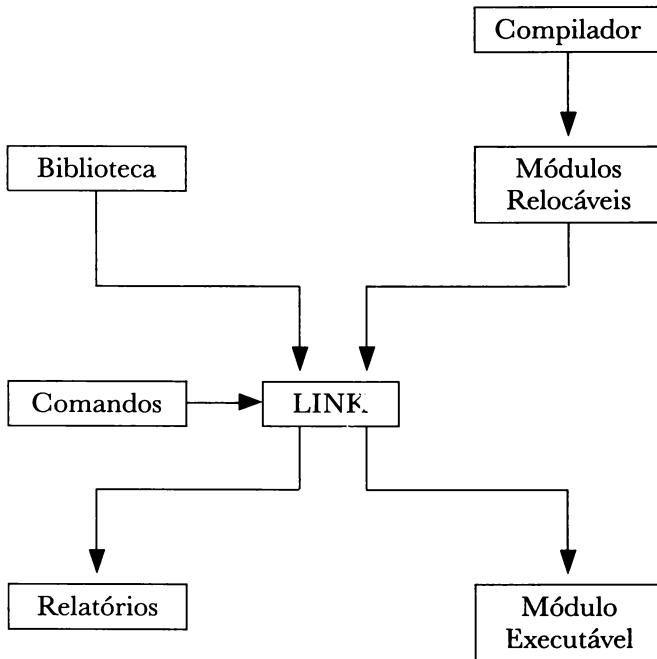 Compilador
Biblioteca
Módulos
Relocáveis
Comandos
LINK
Relatórios
Módulo
Executável